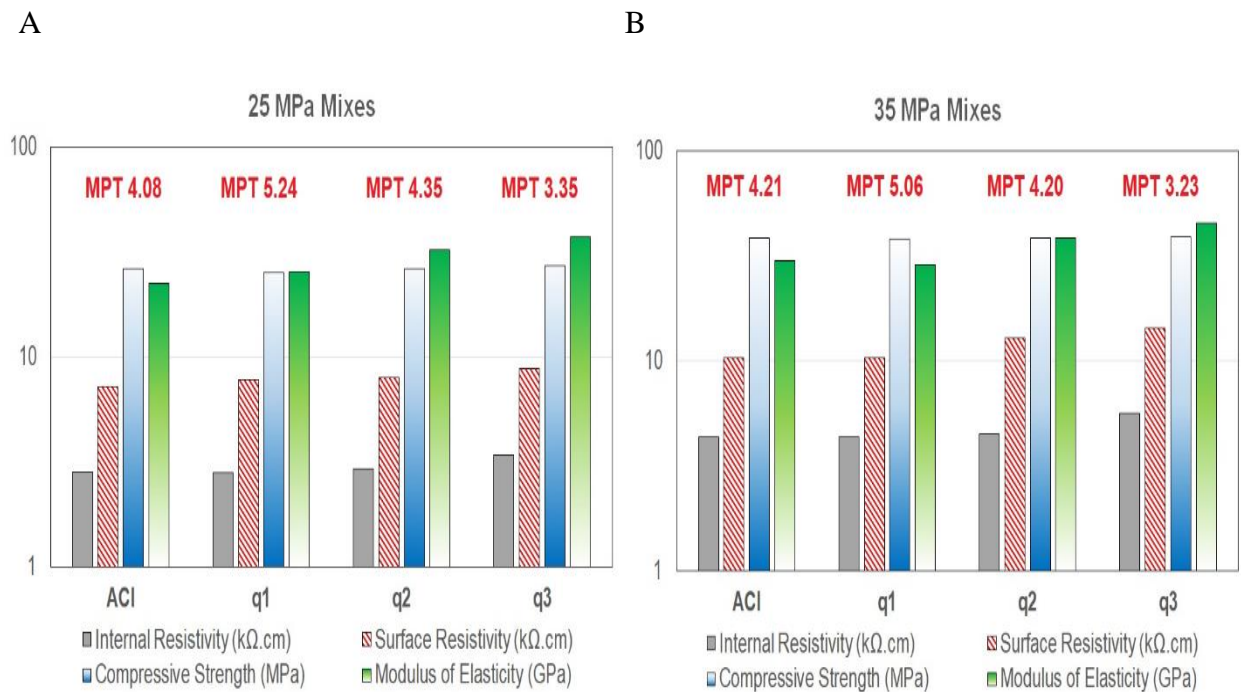 A
B
25 MPa Mixes
100
MPT 4.08 MPT 5.24 MPT 4.35 MPT 3.35
10
1
ACI q1 q2 q3
Internal Resistivity (kΩ.cm) Surface Resistivity (kΩ.cm)
Compressive Strength (MPa) Modulus of Elasticity (GPa)
35 MPa Mixes
100
MPT 4.21 MPT 5.06 MPT 4.20 MPT 3.23
10
1
ACI q1 q2 q3
Internal Resistivity (kΩ.cm) Surface Resistivity (kΩ.cm)
Compressive Strength (MPa) Modulus of Elasticity (GPa)